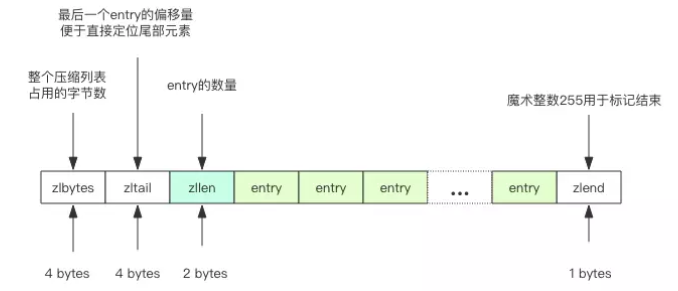 最后一个entry的偏移量
便于直接定位尾部元素
整个压缩列表
占用的字节数
entry的数量
魔术整数255用于标记结束
zlbytes zltail zllen entry entry entry ... entry zlend
4 bytes 4 bytes 2 bytes 1 bytes